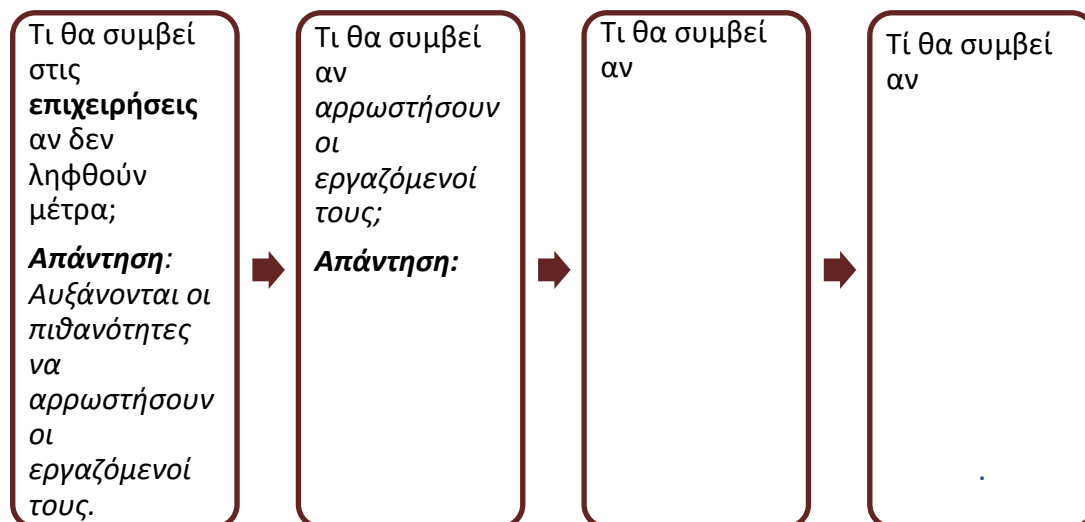 Τι θα συμβεί
στις
επιχειρήσεις
αν δεν
ληφθούν
μέτρα;
Απάντηση:
Αυξάνονται οι
πιθανότητες
να
αρρωστήσουν
οι
εργαζόμενοί
τους.
Τι θα συμβεί
αν
αρρωστήσουν
οι
εργαζόμενοί
τους;
Απάντηση:
Τι θα συμβεί
αν
Τί θα συμβεί
αν
.